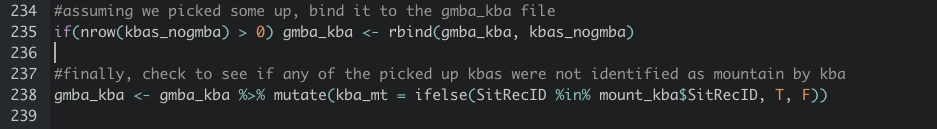 234 #assuming we picked some up, bind it to the gmba_kba file
235 if(nrow(kbas_nogmba) > 0) gmba_kba <- rbind(gmba_kba, kbas_nogmba)
236
237 #finally, check to see if any of the picked up kbas were not identified as mountain by kba
238 gmba_kba <- gmba_kba %>% mutate(kba_mt = ifelse(SitRecID %in% mount_kba$SitRecID, T, F))
239